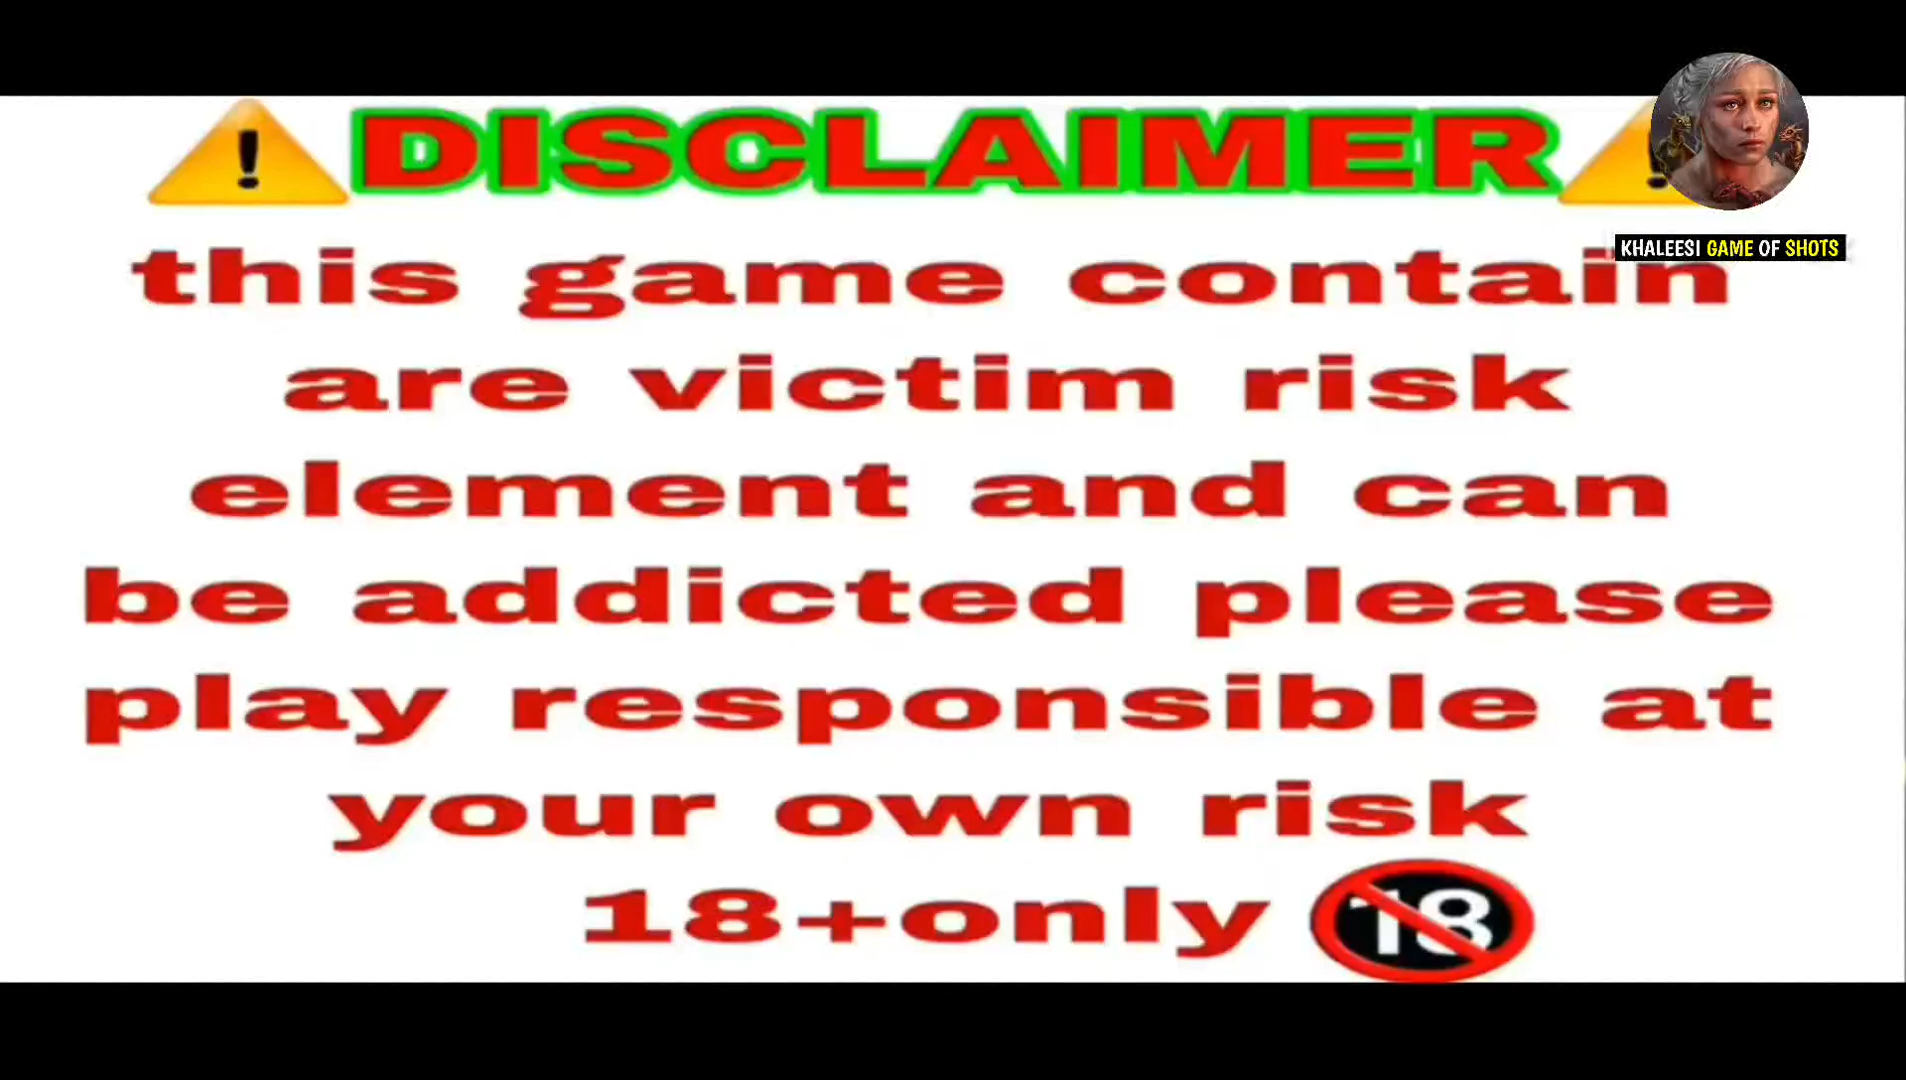 DISCLAIMER
this game contain
KHALEESI GAME OF SHOTS
are victim risk
element and can
be addicted please
play responsible at
your own risk
18+only 18